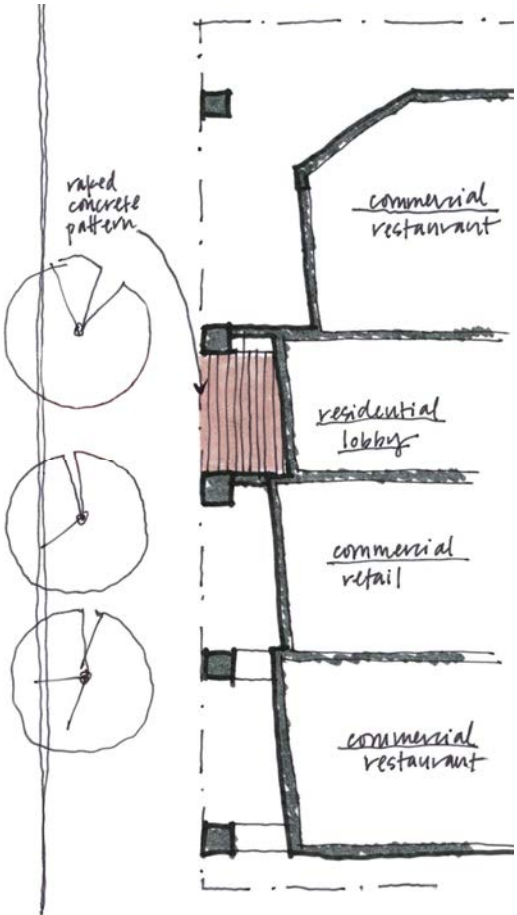 raked
concrete
pattern
commercial
restaurant
residential
lobby
commercial
retail
commercial
restaurant